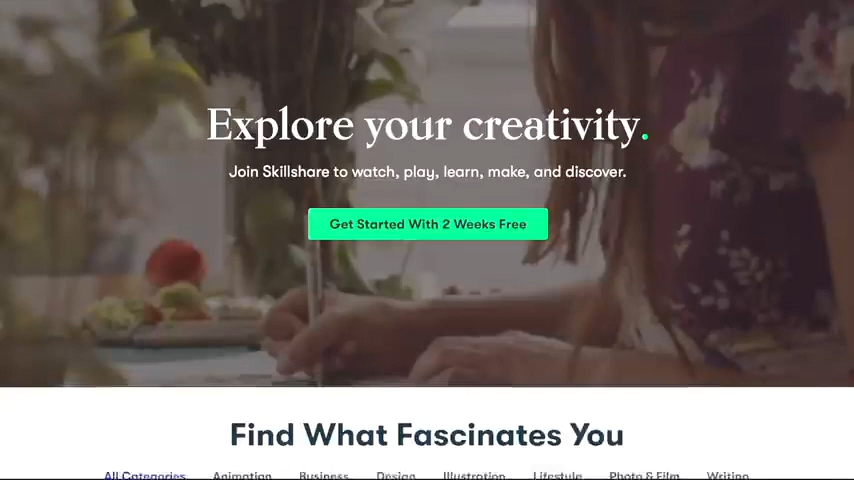 Explore your creativity.
Join Skillshare to watch, play, learn, make, and discover.
Get Started With 2 Weeks Free
Find What Fascinates You
All Categories Animation Business Design Illustration Lifestyle Photo & Film Writing